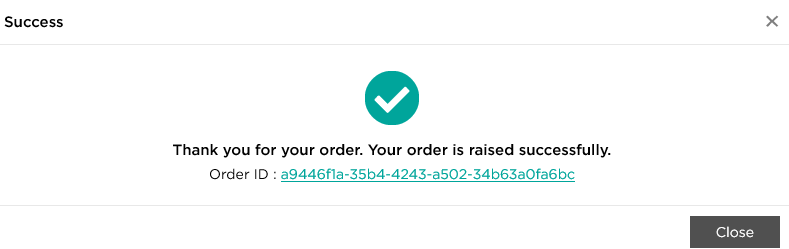 Success
Thank you for your order. Your order is raised successfully.
Order ID : a9446f1a-35b4-4243-a502-34b63a0fa6bc
Close